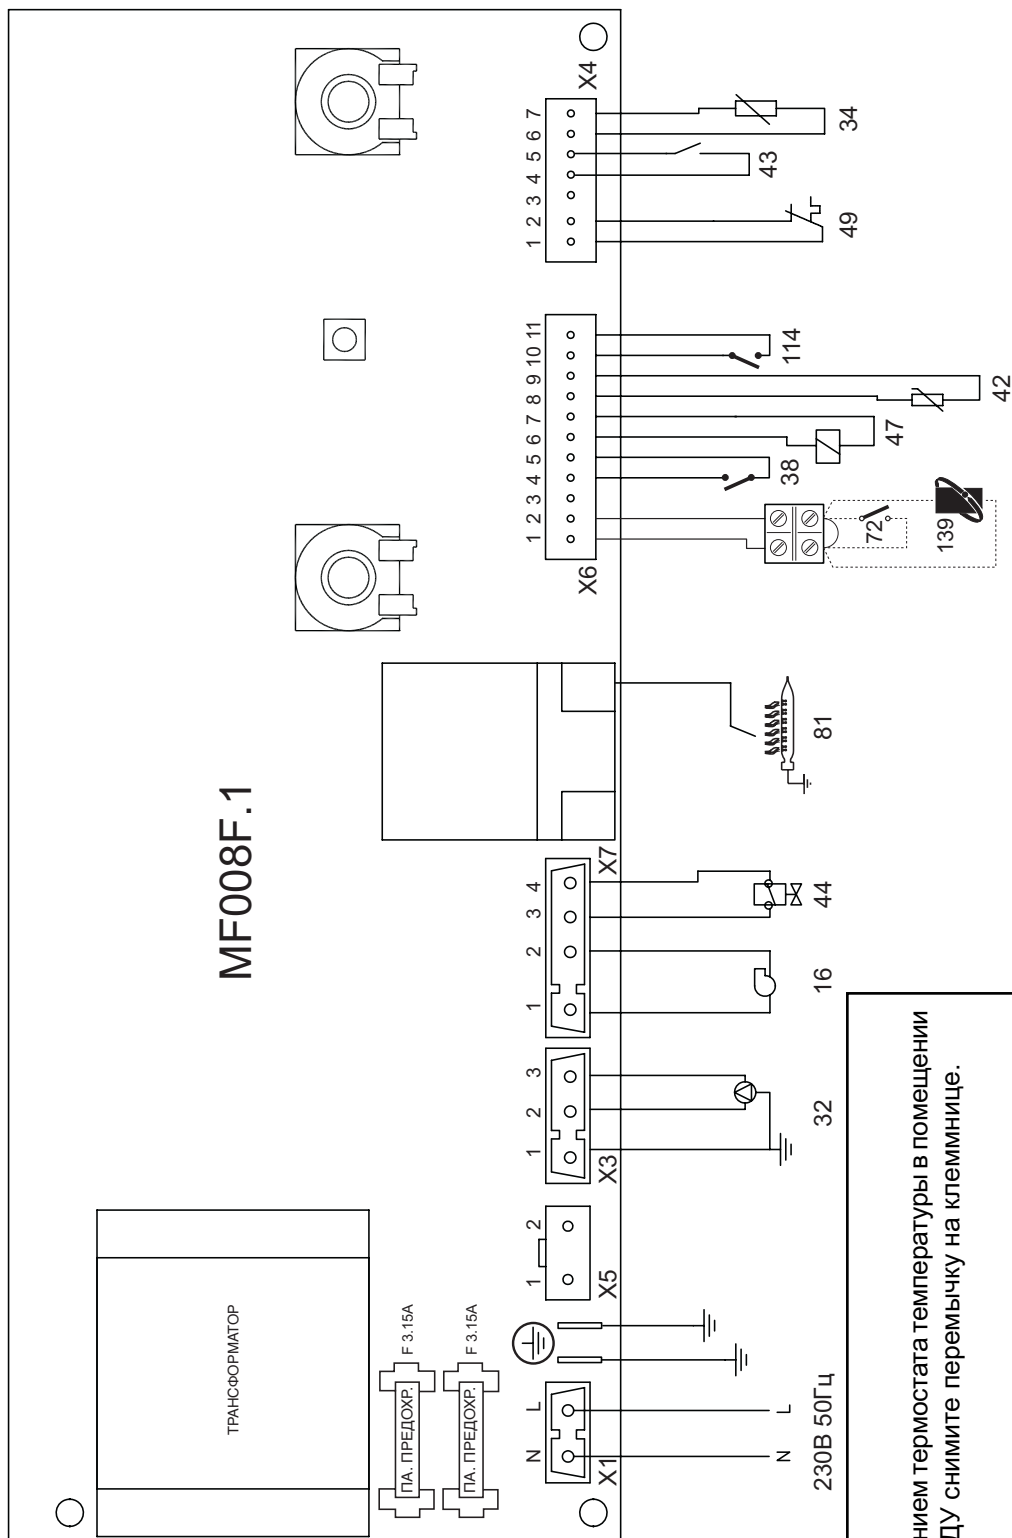 MF008F.1
ТРАНСФОРМАТОР
ПА. ПРЕДОХР. F 3.15A
ПА. ПРЕДОХР. F 3.15A
N L
1 2
1 2 3
1 2 3 4
1 2 3 4 5 6 7 8 9 10 11
1 2 3 4 5 6 7
X1
X5
X3
X7
X6
X4
N L
230В 50Гц
32
16
44
81
72
139
38
47
42
114
49
43
34
нием термостата температуры в помещении
ДУ снимите перемычку на клеммнице.